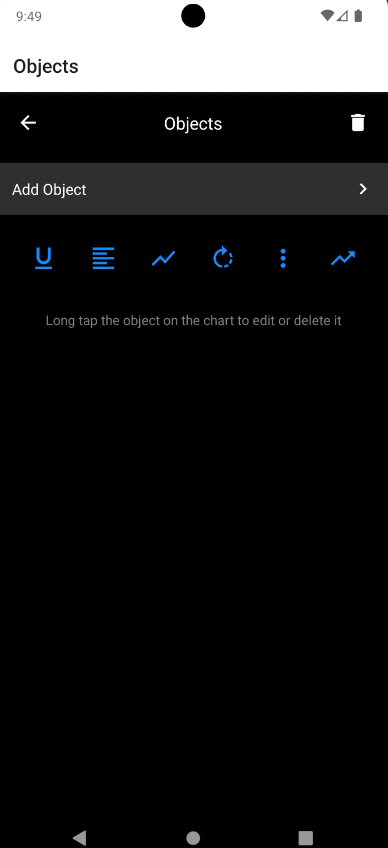 9:49
Objects
Objects
Add Object
Long tap the object on the chart to edit or delete it